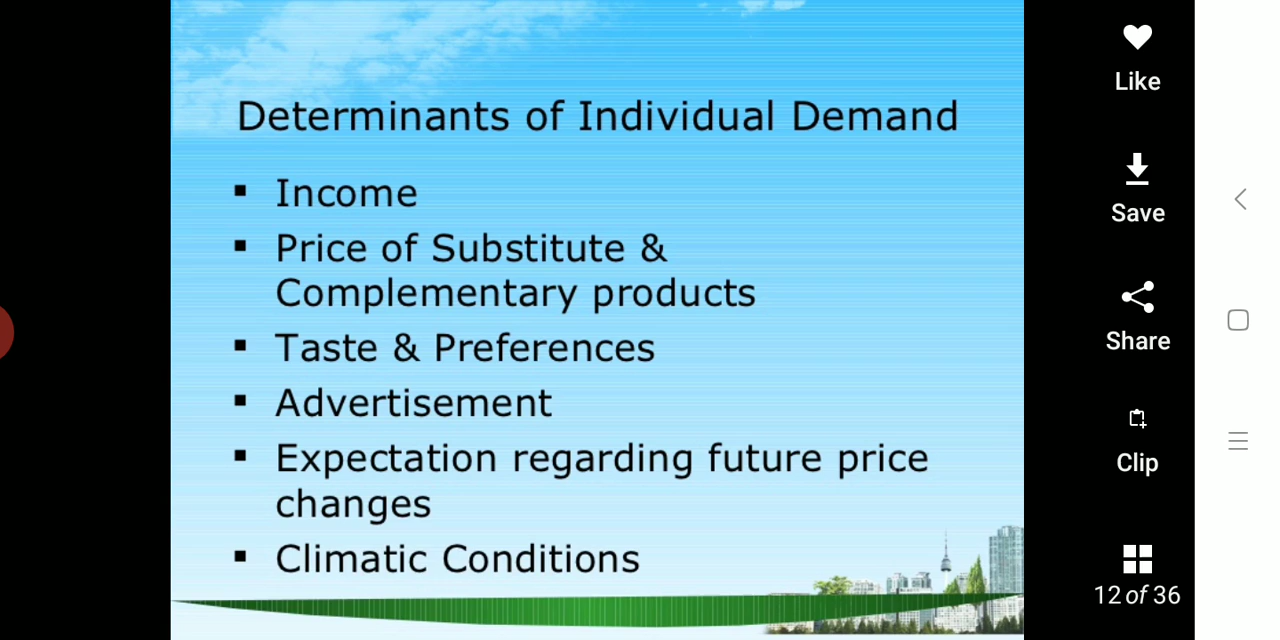 Determinants of Individual Demand
▪ Income
▪ Price of Substitute &
Complementary products
▪ Taste & Preferences
▪ Advertisement
▪ Expectation regarding future price
changes
▪ Climatic Conditions
Like
Save
Share
Clip
12 of 36